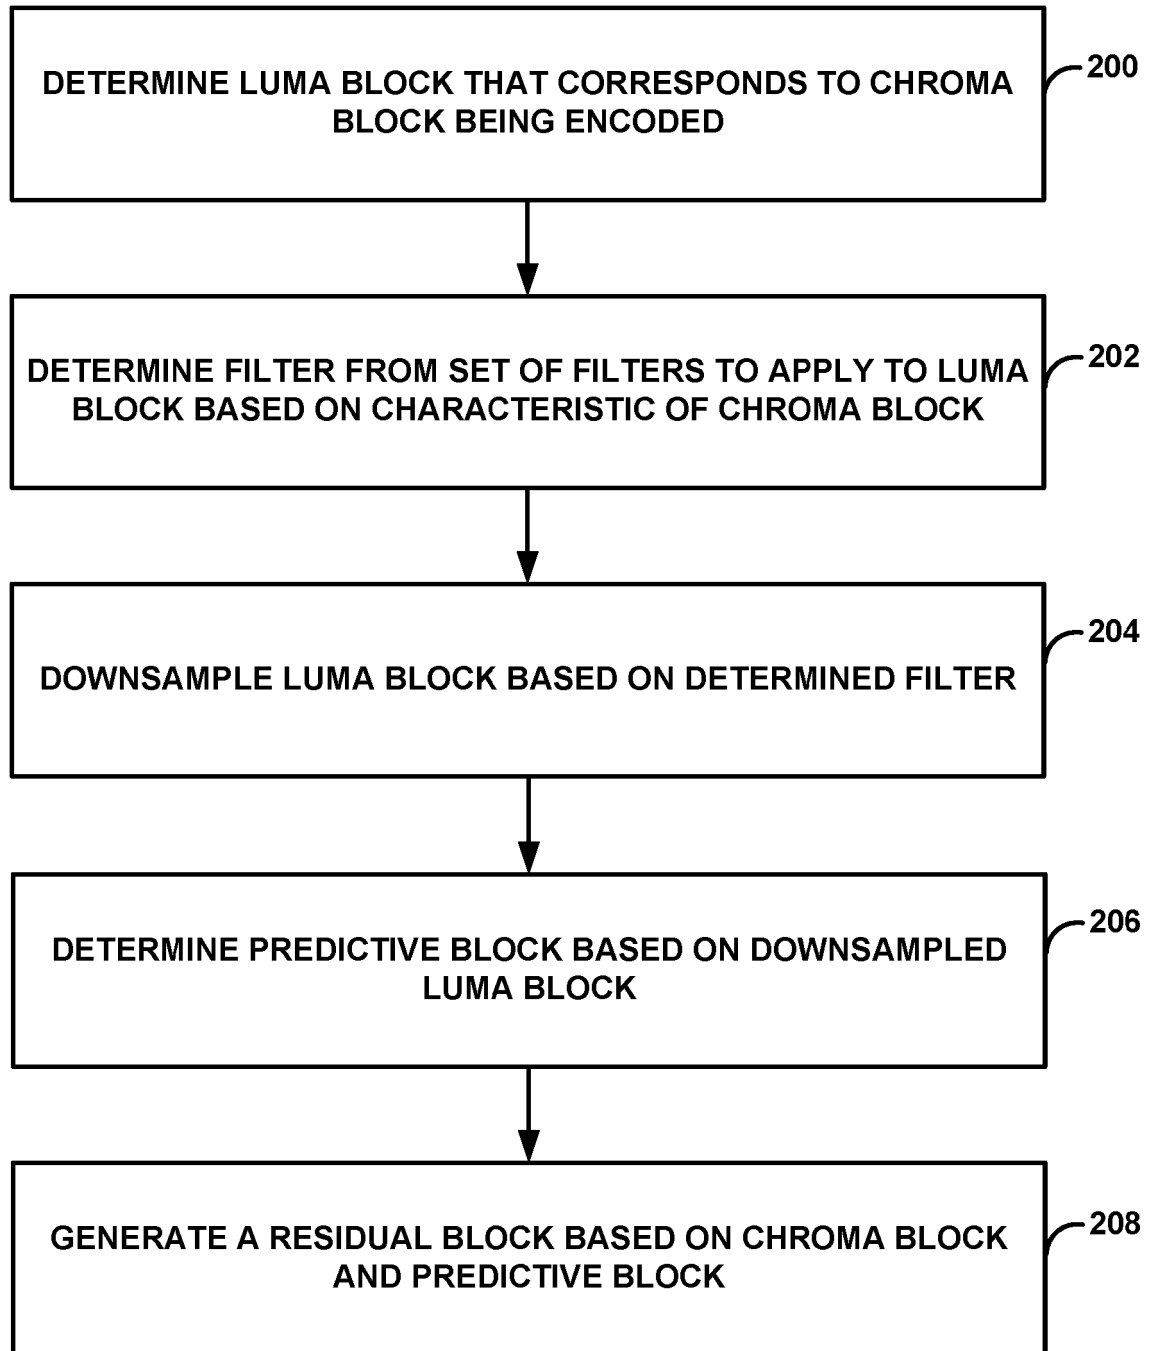 DETERMINE LUMA BLOCK THAT CORRESPONDS TO CHROMA
BLOCK BEING ENCODED
200
DETERMINE FILTER FROM SET OF FILTERS TO APPLY TO LUMA
BLOCK BASED ON CHARACTERISTIC OF CHROMA BLOCK
202
DOWNSAMPLE LUMA BLOCK BASED ON DETERMINED FILTER
204
DETERMINE PREDICTIVE BLOCK BASED ON DOWNSAMPLED
LUMA BLOCK
206
GENERATE A RESIDUAL BLOCK BASED ON CHROMA BLOCK
AND PREDICTIVE BLOCK
208